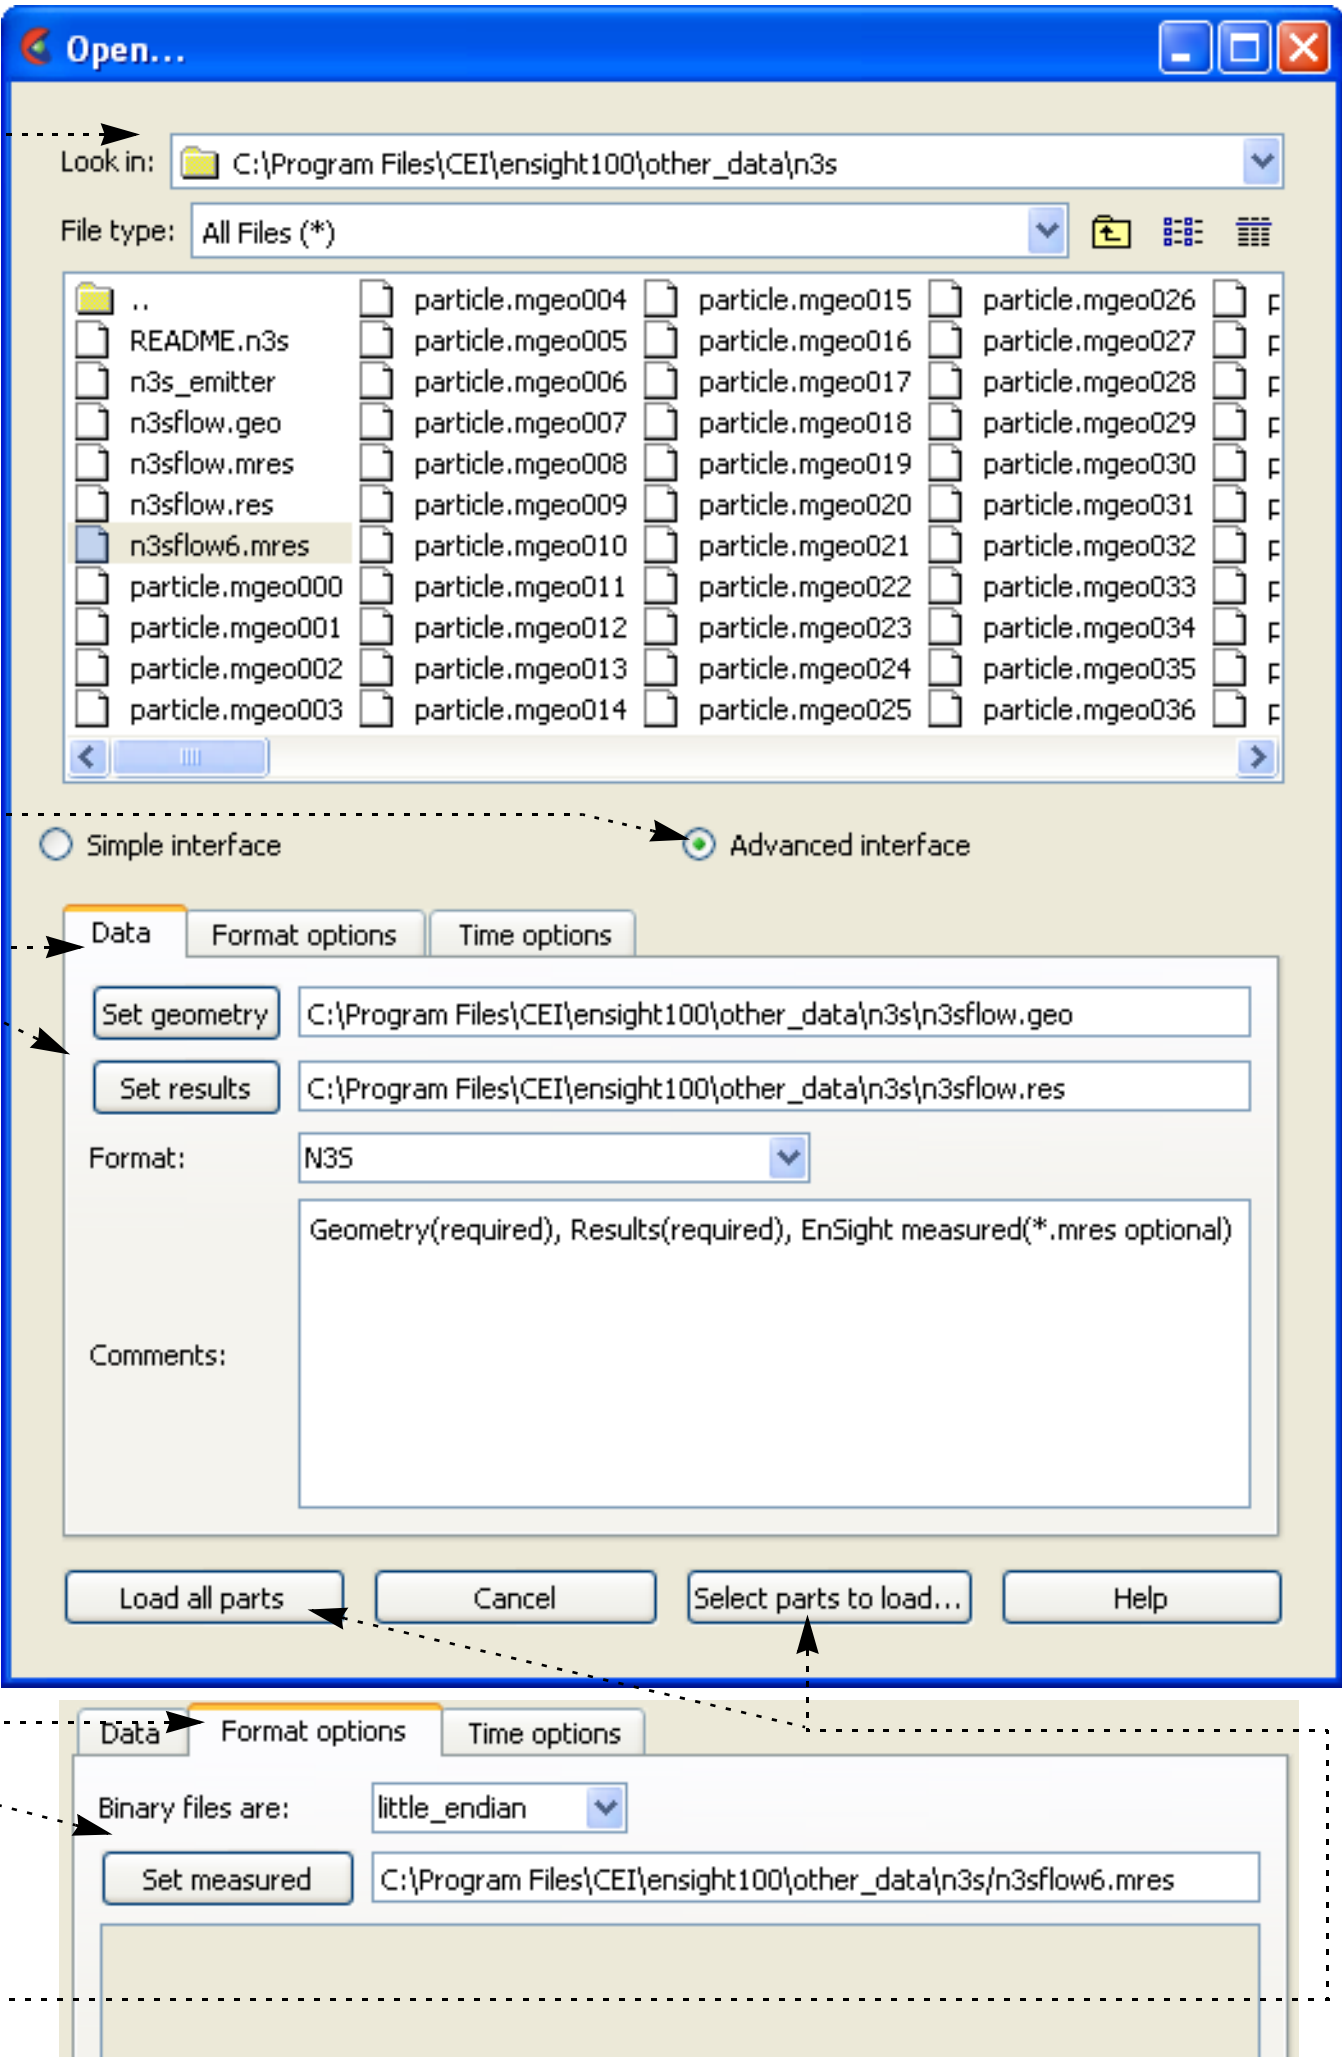 Open...
Look in: C:\Program Files\CEI\ensight100\other_data\n3s
File type: All Files (*)
.. particle.mgeo004 particle.mgeo015 particle.mgeo026
README.n3s particle.mgeo005 particle.mgeo016 particle.mgeo027
n3s_emitter particle.mgeo006 particle.mgeo017 particle.mgeo028
n3sflow.geo particle.mgeo007 particle.mgeo018 particle.mgeo029
n3sflow.mres particle.mgeo008 particle.mgeo019 particle.mgeo030
n3sflow.res particle.mgeo009 particle.mgeo020 particle.mgeo031
n3sflow6.mres particle.mgeo010 particle.mgeo021 particle.mgeo032
particle.mgeo000 particle.mgeo011 particle.mgeo022 particle.mgeo033
particle.mgeo001 particle.mgeo012 particle.mgeo023 particle.mgeo034
particle.mgeo002 particle.mgeo013 particle.mgeo024 particle.mgeo035
particle.mgeo003 particle.mgeo014 particle.mgeo025 particle.mgeo036
Simple interface Advanced interface
Data Format options Time options
Set geometry C:\Program Files\CEI\ensight100\other_data\n3s\n3sflow.geo
Set results C:\Program Files\CEI\ensight100\other_data\n3s\n3sflow.res
Format: N3S
Geometry(required), Results(required), EnSight measured(*.mres optional)
Comments:
Load all parts Cancel Select parts to load... Help
Data Format options Time options
Binary files are: little_endian
Set measured C:\Program Files\CEI\ensight100\other_data\n3s/n3sflow6.mres